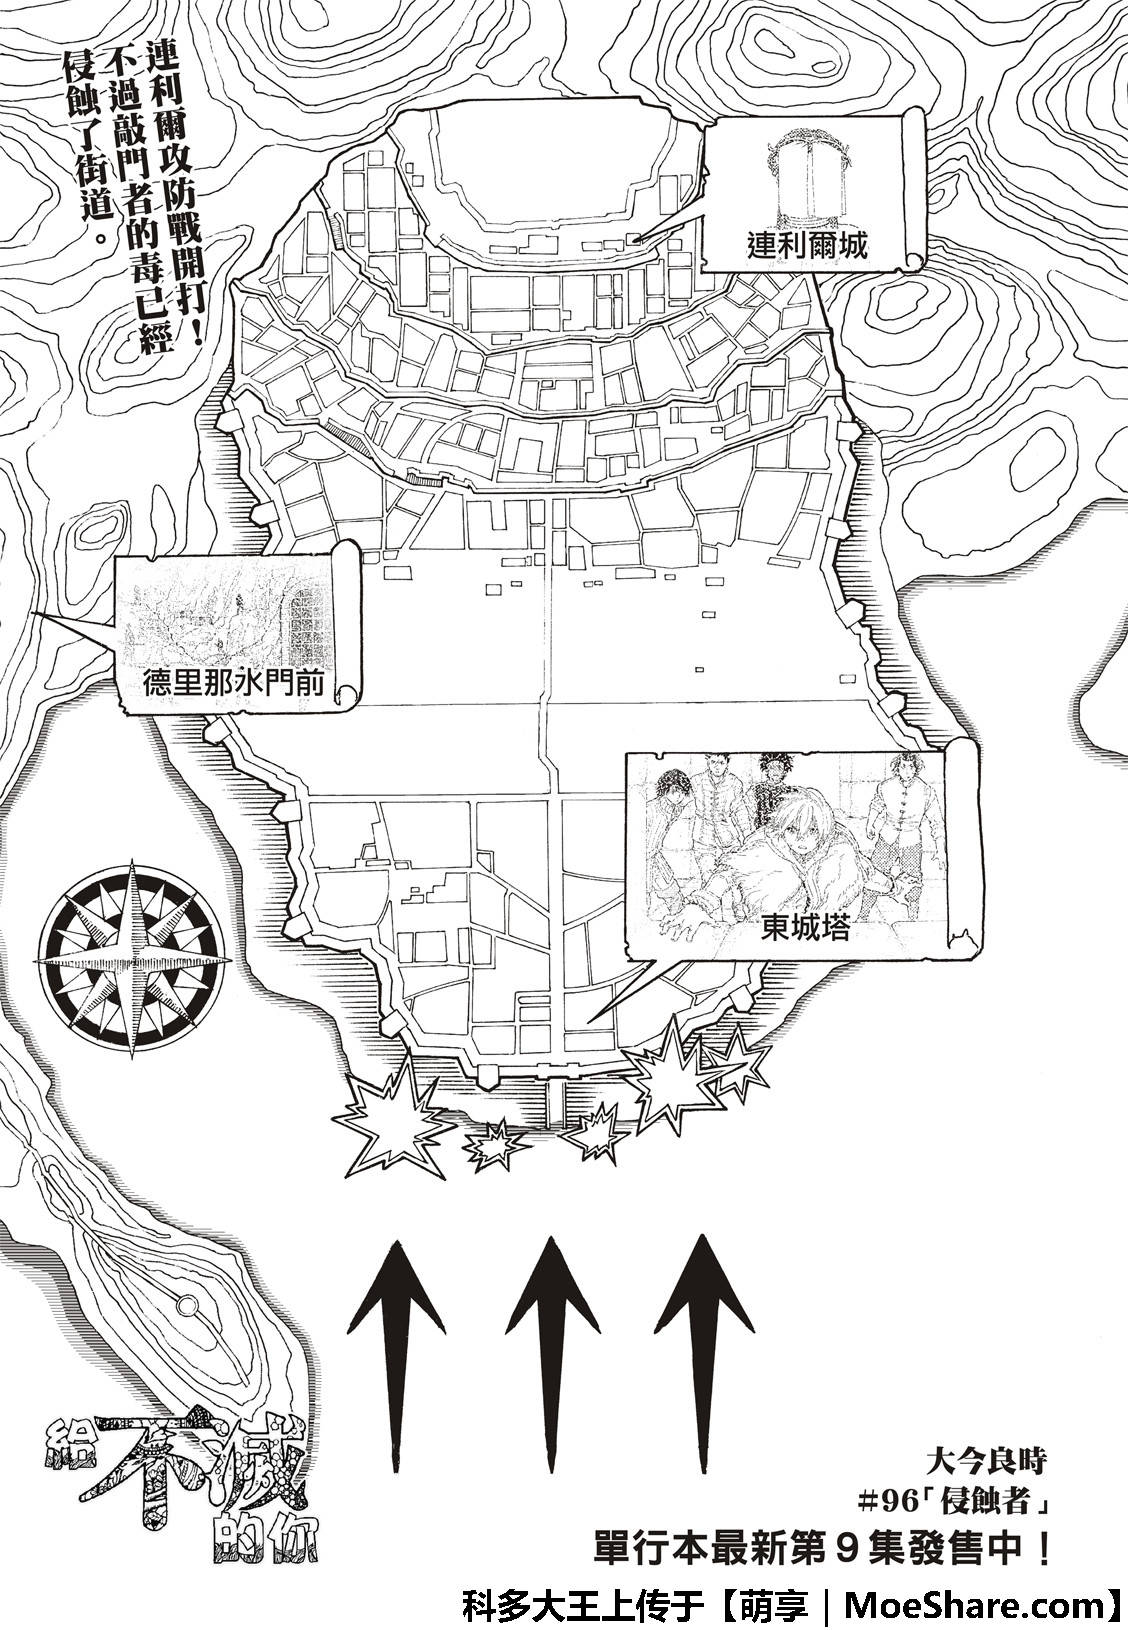 連利爾攻防戰開打！
不過敲門者的毒已經
侵蝕了街道。
連利爾城
德里那水門前
東城塔
給不滅的你
大今良時
#96「侵蝕者」
單行本最新第9集發售中！
科多大王上传于【萌享｜MoeShare.com】